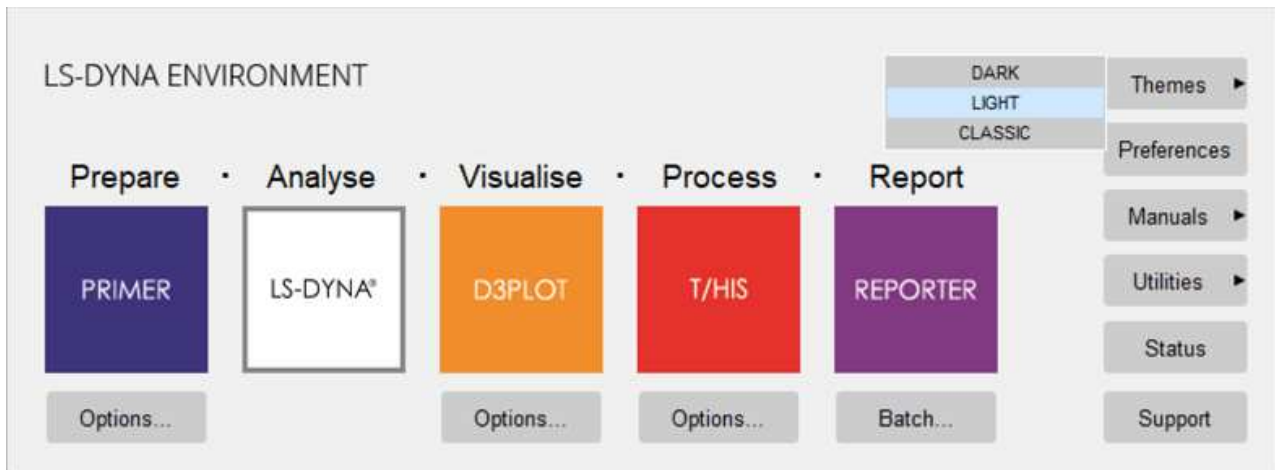 LS-DYNA ENVIRONMENT
DARK
LIGHT
CLASSIC
Themes
Preferences
Manuals
Utilities
Status
Support
Prepare · Analyse · Visualise · Process · Report
PRIMER LS-DYNA® D3PLOT T/HIS REPORTER
Options... Options... Options... Batch...